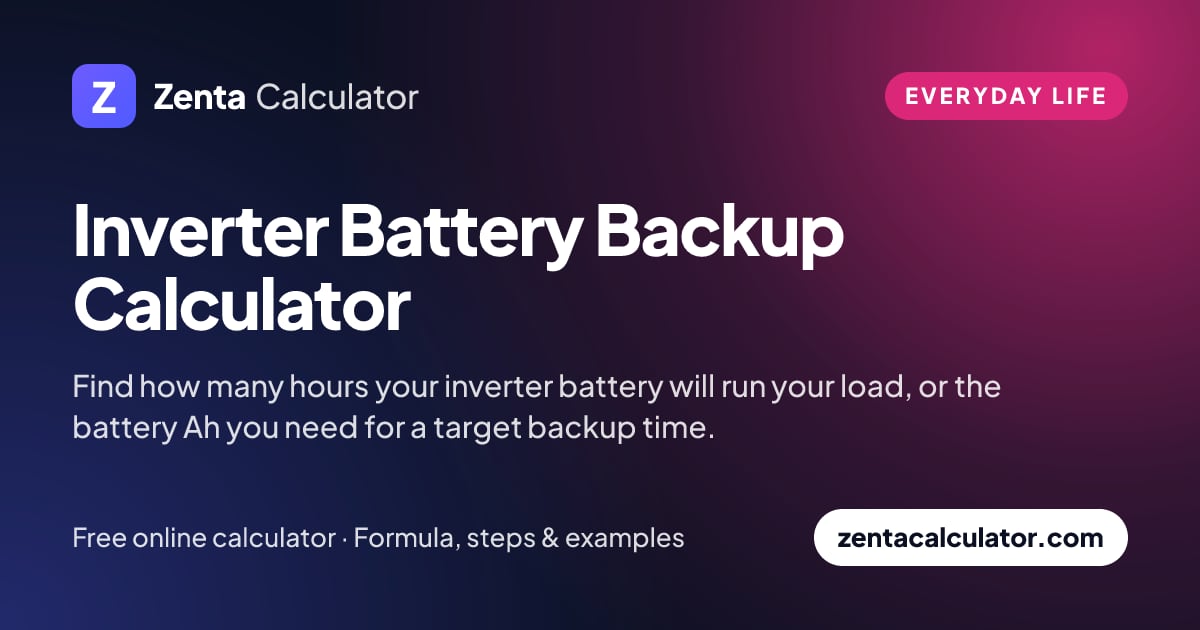 Z
Zenta Calculator
EVERYDAY LIFE
Inverter Battery Backup
Calculator
Find how many hours your inverter battery will run your load, or the
battery Ah you need for a target backup time.
Free online calculator · Formula, steps & examples
zentacalculator.com